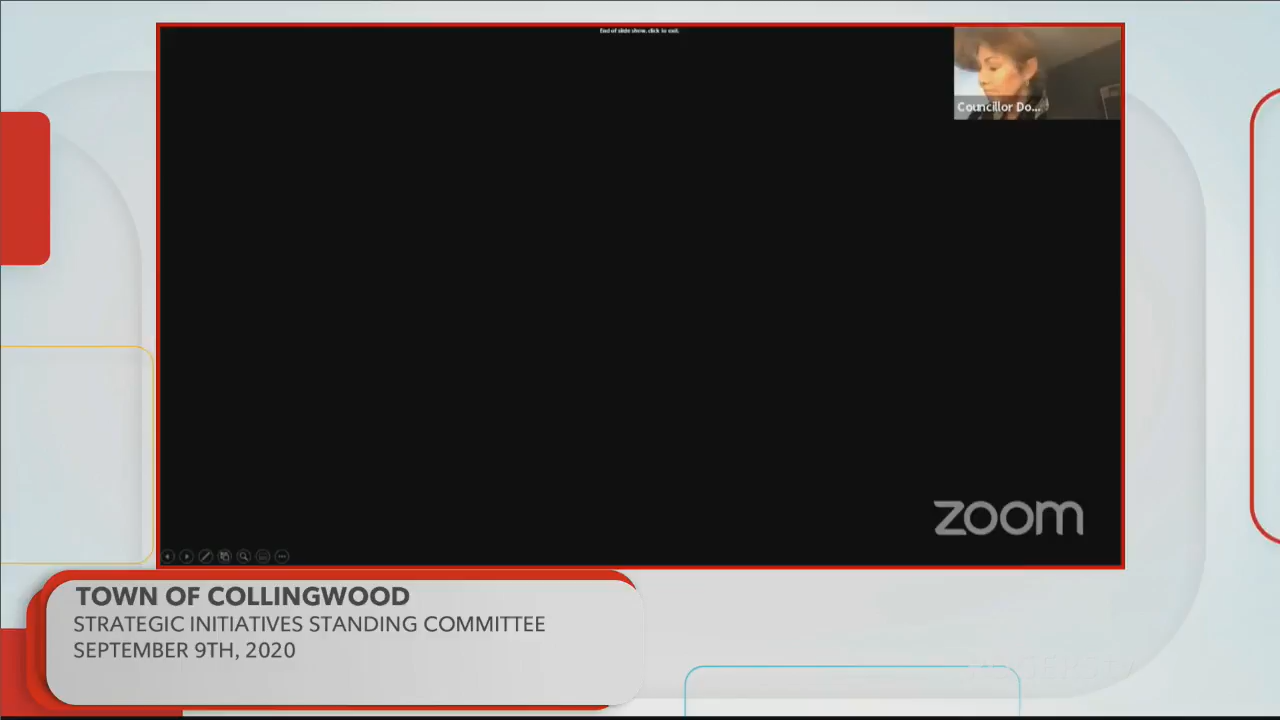 End of slide show, click to exit.
Councillor Do...
zoom
TOWN OF COLLINGWOOD
STRATEGIC INITIATIVES STANDING COMMITTEE
SEPTEMBER 9TH, 2020